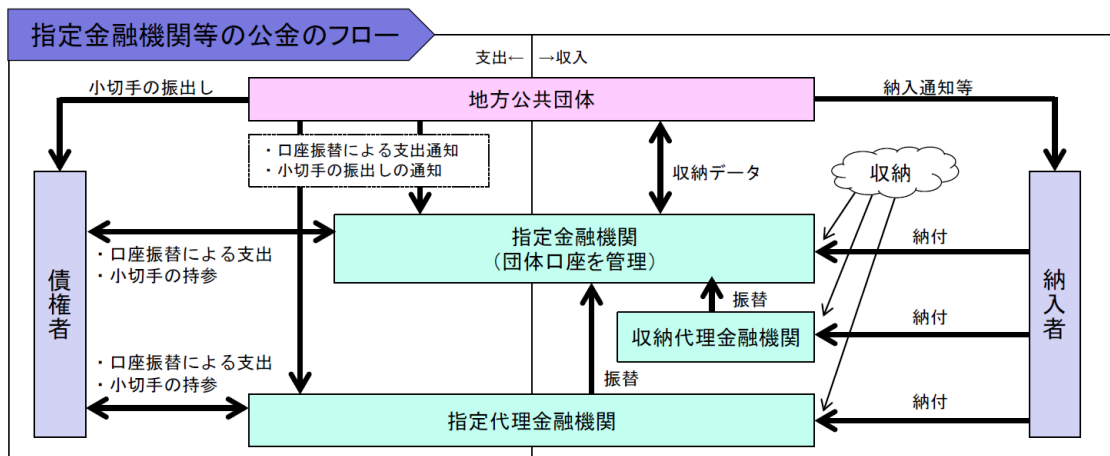 指定金融機関等の公金のフロー
支出← →収入
小切手の振出し
地方公共団体
納入通知等
・口座振替による支出通知
・小切手の振出しの通知
収納データ
収納
指定金融機関
(団体口座を管理)
納付
・口座振替による支出
・小切手の持参
債権者
納入者
振替
収納代理金融機関
納付
・口座振替による支出
・小切手の持参
振替
指定代理金融機関
納付